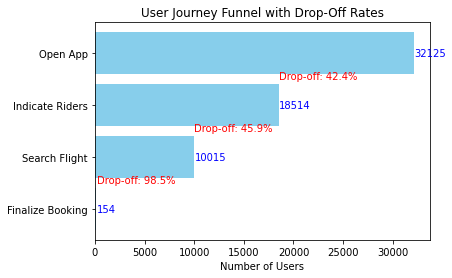 User Journey Funnel with Drop-Off Rates
Open App
32125
Drop-off: 42.4%
Indicate Riders
18514
Drop-off: 45.9%
Search Flight
10015
Drop-off: 98.5%
Finalize Booking
154
0 5000 10000 15000 20000 25000 30000
Number of Users